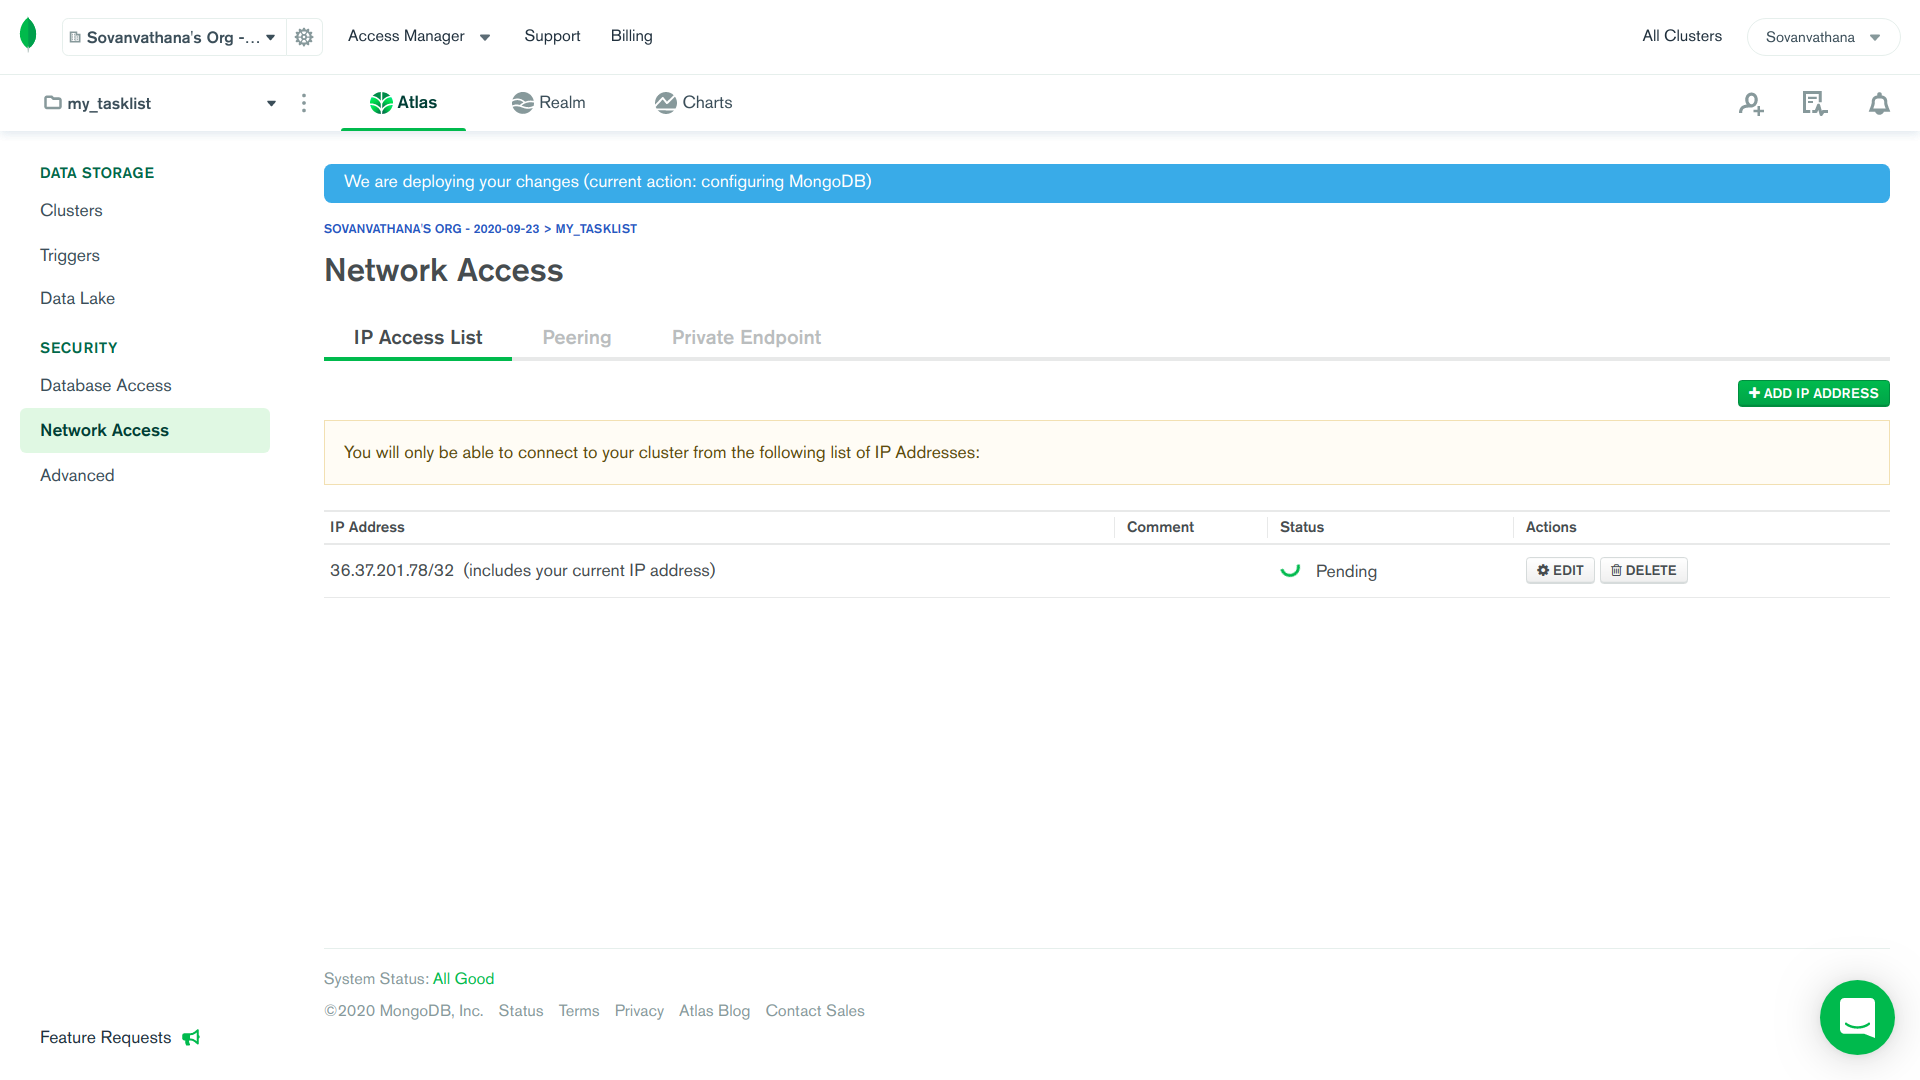 Sovanvathana's Org -...
Access Manager
Support
Billing
All Clusters
Sovanvathana
my_tasklist
Atlas
Realm
Charts
DATA STORAGE
Clusters
Triggers
Data Lake
SECURITY
Database Access
Network Access
Advanced
Feature Requests
We are deploying your changes (current action: configuring MongoDB)
SOVANVATHANA'S ORG - 2020-09-23 > MY_TASKLIST
Network Access
IP Access List
Peering
Private Endpoint
+ ADD IP ADDRESS
You will only be able to connect to your cluster from the following list of IP Addresses:
IP Address
Comment
Status
Actions
36.37.201.78/32 (includes your current IP address)
Pending
EDIT
DELETE
System Status: All Good
©2020 MongoDB, Inc.
Status
Terms
Privacy
Atlas Blog
Contact Sales